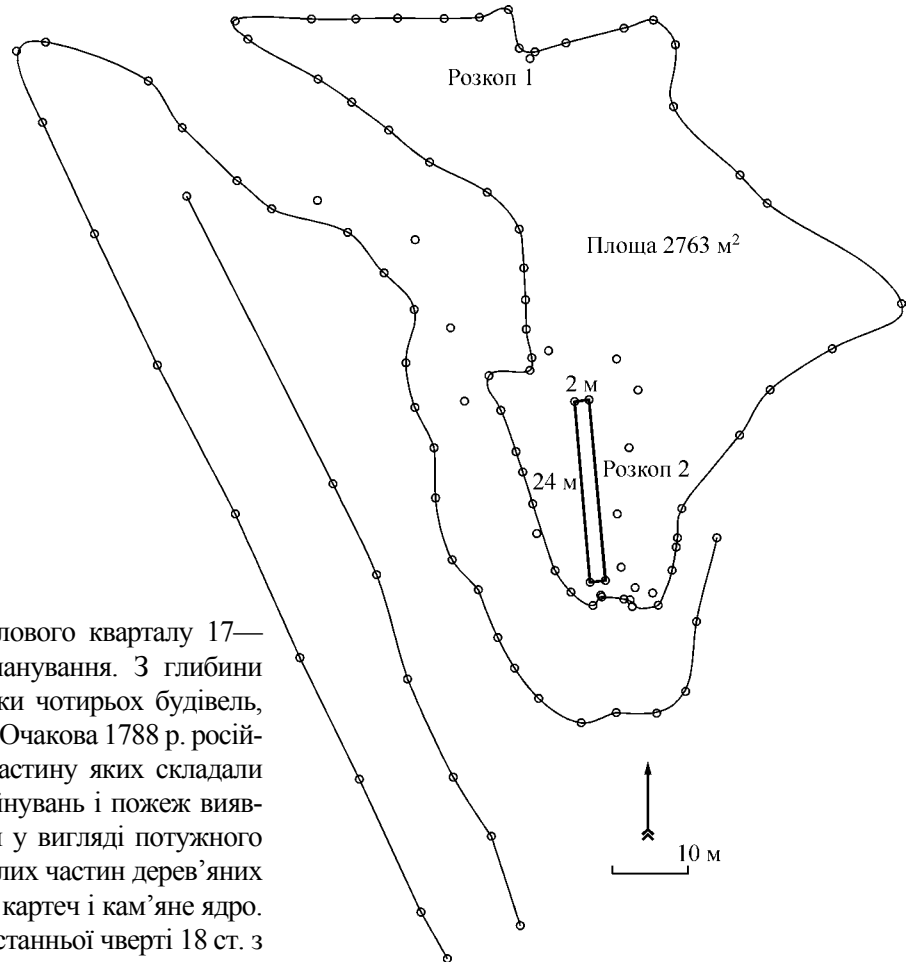 Розкоп 1
Площа 2763 м²
2 м
Розкоп 2
24 м
лового кварталу 17—
ланування. З глибини
ки чотирьох будівель,
Очакова 1788 р. росій-
астину яких складали
йнувань і пожеж вияв-
и у вигляді потужного
лих частин дерев’яних
картеч і кам’яне ядро.
станньої чверті 18 ст. з
10 м